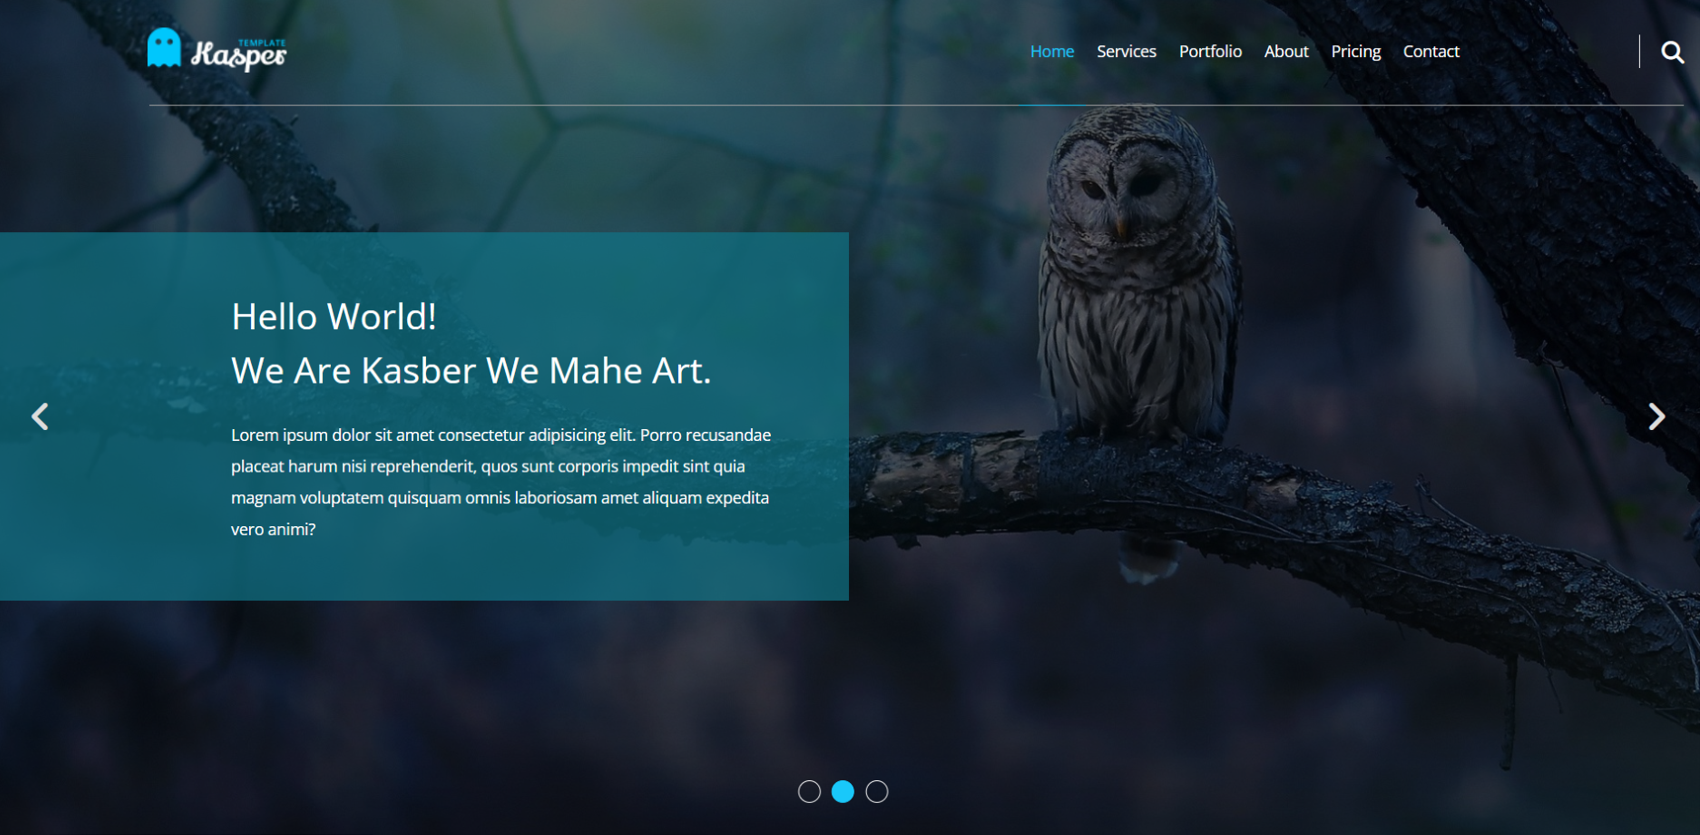 TEMPLATE
Kasper
Home Services Portfolio About Pricing Contact
Hello World!
We Are Kasber We Mahe Art.
Lorem ipsum dolor sit amet consectetur adipisicing elit. Porro recusandae
placeat harum nisi reprehenderit, quos sunt corporis impedit sint quia
magnam voluptatem quisquam omnis laboriosam amet aliquam expedita
vero animi?